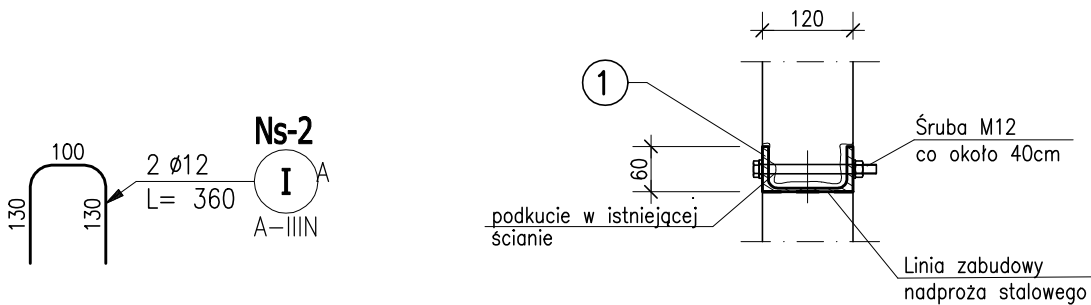 100
130
130
2 ø12
L= 360
Ns-2
I
A
A-IIIN
120
1
60
Śruba M12
co około 40cm
podkucie w istniejącej
ścianie
Linia zabudowy
nadproża stalowego